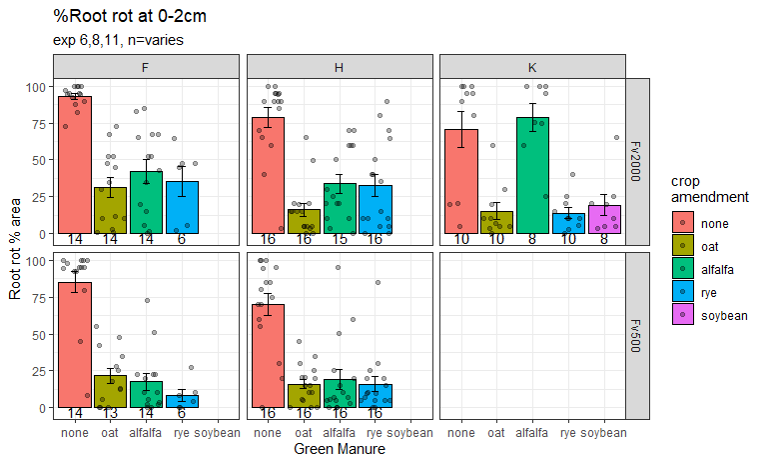 %Root rot at 0-2cm
exp 6,8,11, n=varies
F H K
100
75
50
25
0
14 14 14 6
16 16 15 16
10 10 8 10 8
Fv2000
100
75
50
25
0
14 13 14 6
16 16 16 16
Fv500
none oat alfalfa rye soybean
none oat alfalfa rye soybean
none oat alfalfa rye soybean
Green Manure
Root rot % area
crop
amendment
none
oat
alfalfa
rye
soybean